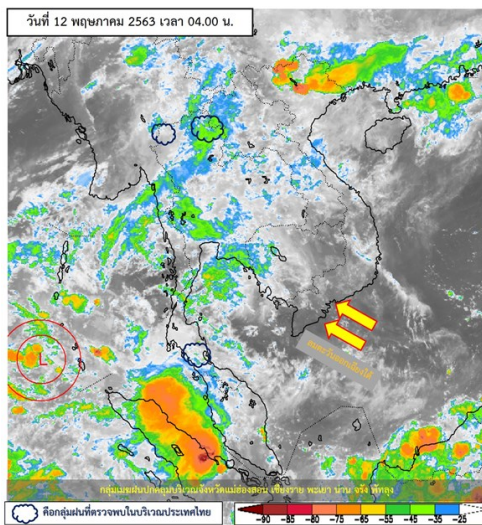 วันที่ 12 พฤษภาคม 2563 เวลา 04.00 น.
L
ลมตะวันออกเฉียงใต้
กลุ่มเมฆฝนปกคลุมบริเวณจังหวัดแม่ฮ่องสอน เชียงราย พะเยา น่าน ตรัง พัทลุง
คือกลุ่มฝนที่ตรวจพบในบริเวณประเทศไทย
-90 -85 -80 -75 -65 -55 -45 -35 -25